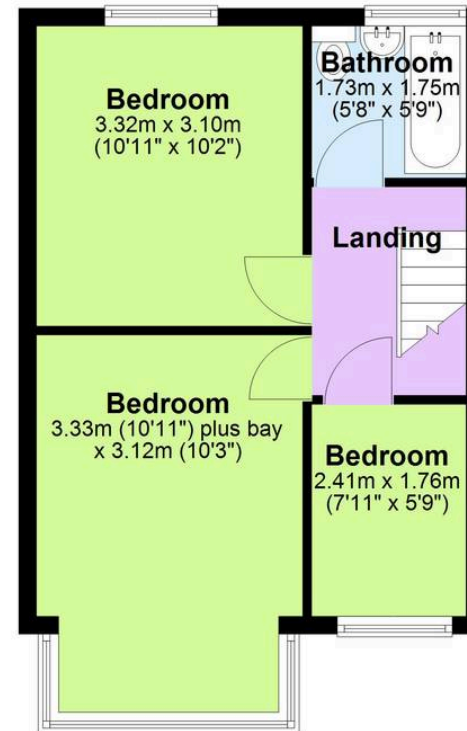 Bedroom
3.32m x 3.10m
(10'11" x 10'2")
Bathroom
1.73m x 1.75m
(5'8" x 5'9")
Landing
Bedroom
3.33m (10'11") plus bay
x 3.12m (10'3")
Bedroom
2.41m x 1.76m
(7'11" x 5'9")